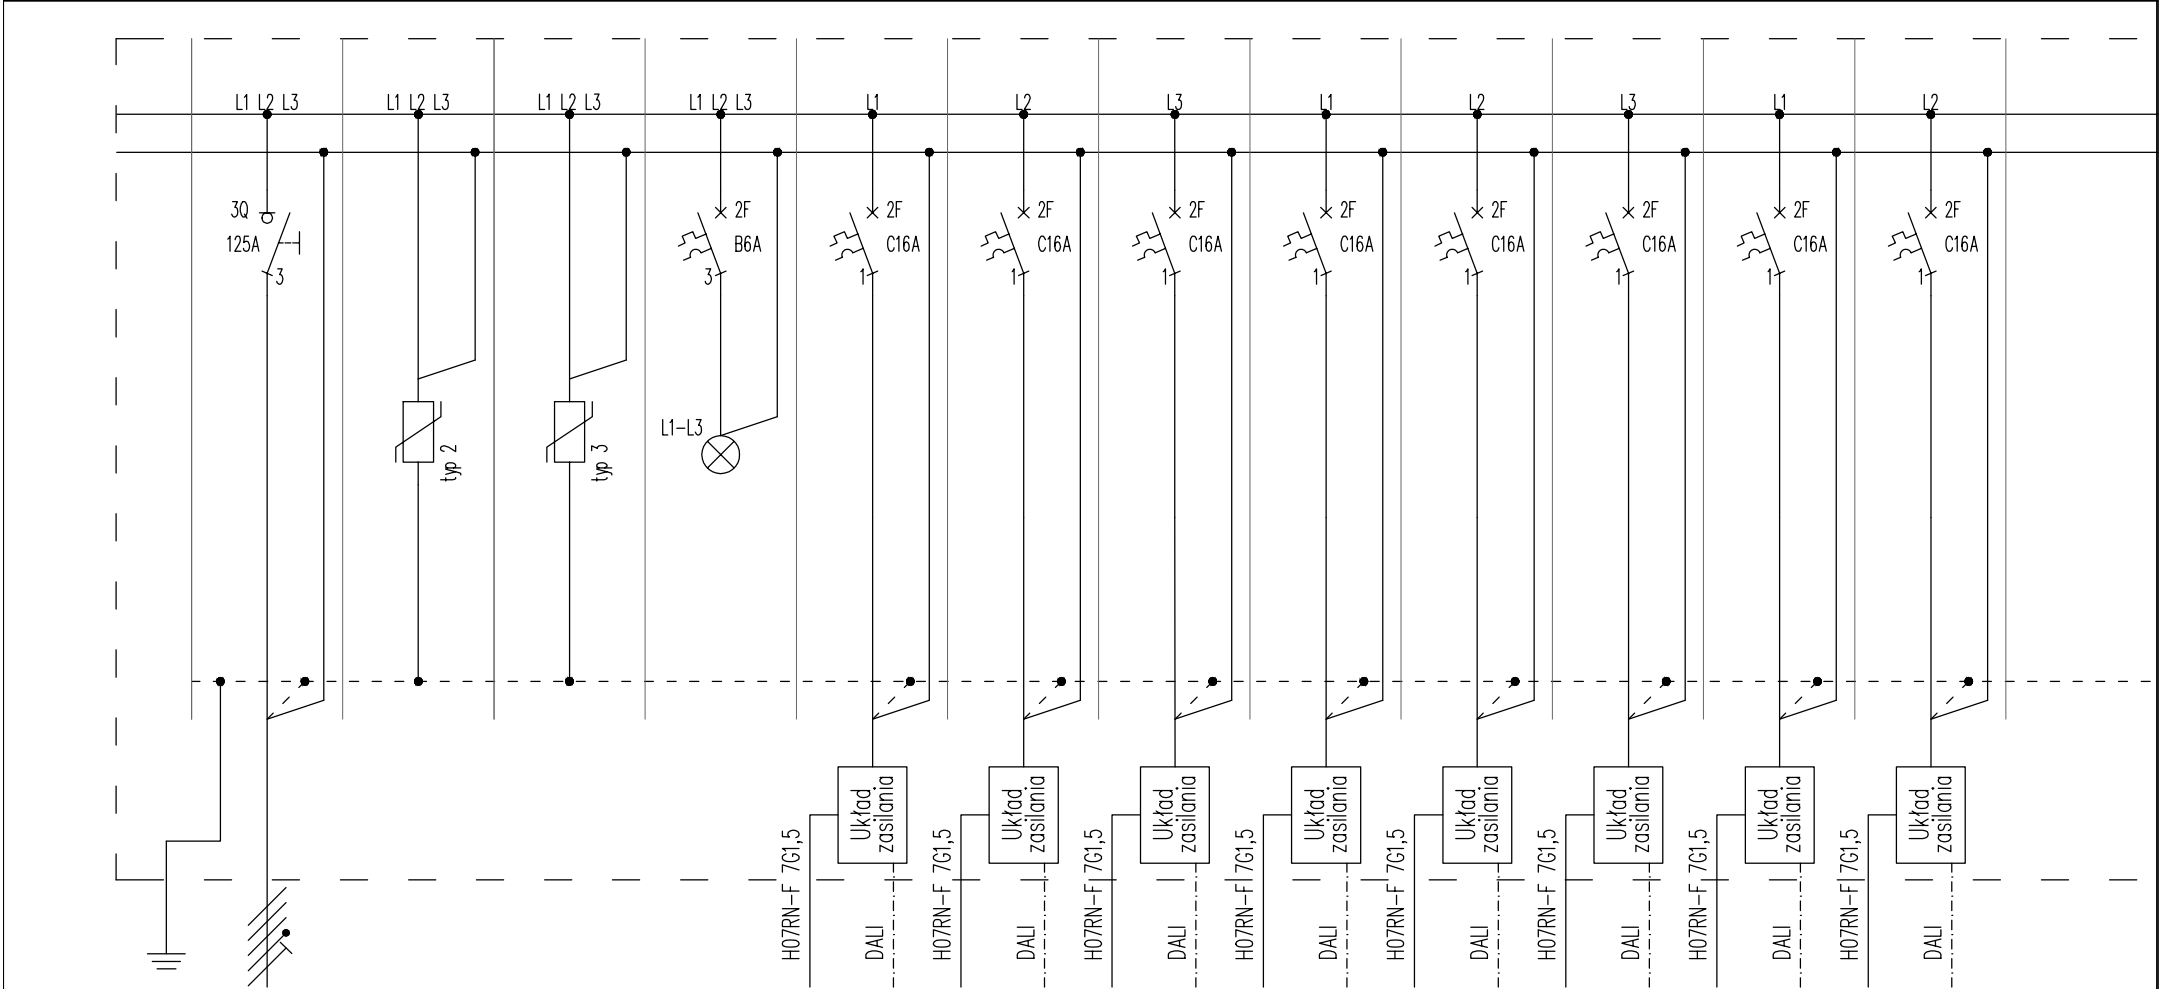 L1 L2 L3
L1 L2 L3
L1 L2 L3
L1 L2 L3
L1
L2
L3
L1
L2
L3
L1
L2
3Q
125A
3
2F
B6A
3
2F
C16A
1
2F
C16A
1
2F
C16A
1
2F
C16A
1
2F
C16A
1
2F
C16A
1
2F
C16A
1
2F
C16A
1
typ 2
typ 3
L1-L3
Układ
zasilania
Układ
zasilania
Układ
zasilania
Układ
zasilania
Układ
zasilania
Układ
zasilania
Układ
zasilania
Układ
zasilania
H07RN-F 7G1,5
DALI
H07RN-F 7G1,5
DALI
H07RN-F 7G1,5
DALI
H07RN-F 7G1,5
DALI
H07RN-F 7G1,5
DALI
H07RN-F 7G1,5
DALI
H07RN-F 7G1,5
DALI
H07RN-F 7G1,5
DALI